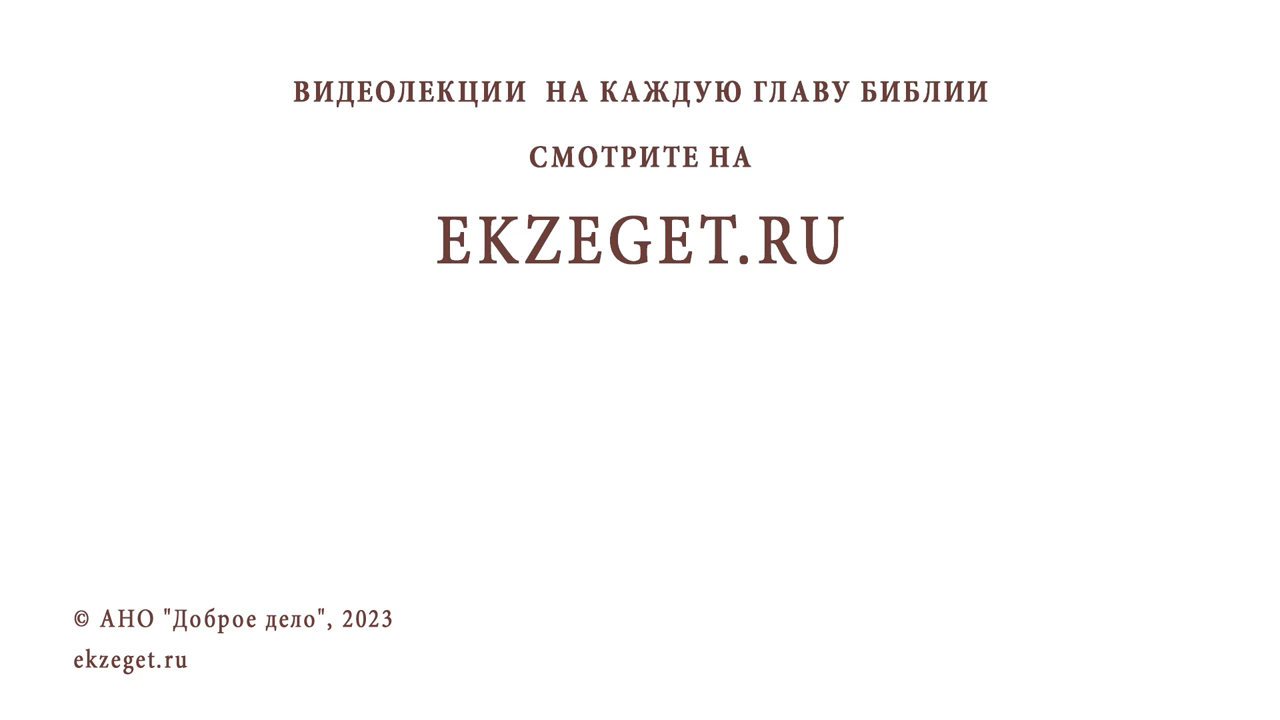 ВИДЕОЛЕКЦИИ НА КАЖДУЮ ГЛАВУ БИБЛИИ
СМОТРИТЕ НА
EKZEGET.RU
© АНО "Доброе дело", 2023
ekzeget.ru